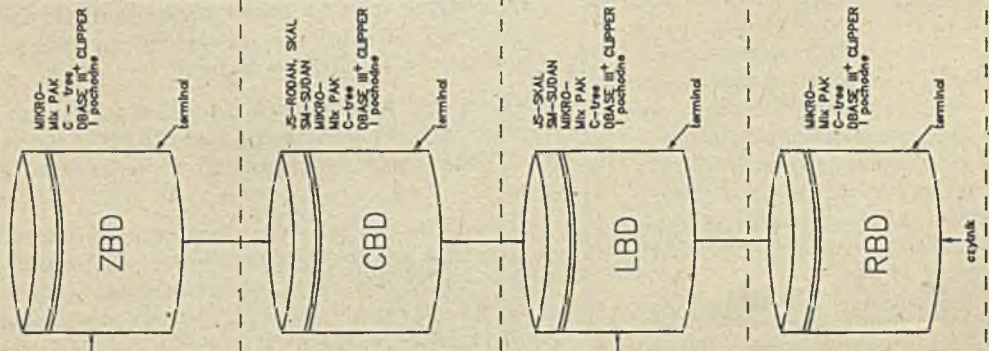 MIKRO-
Mix PAK
C - tree
DBASE III+ CLIPPER
i pochodne
terminal
ZBD
JS-RODAN, SKAL
SM-SUDAN
MIKRO-
Mix PAK
C-tree
DBASE III+ CLIPPER
i pochodne
terminal
CBD
JS-SKAL
SM-SUDAN
MIKRO-
Mix PAK
C-tree
DBASE III+ CLIPPER
i pochodne
terminal
LBD
MIKRO-
Mix PAK
C-tree
DBASE III+ CLIPPER
i pochodne
terminal
RBD
czytnik